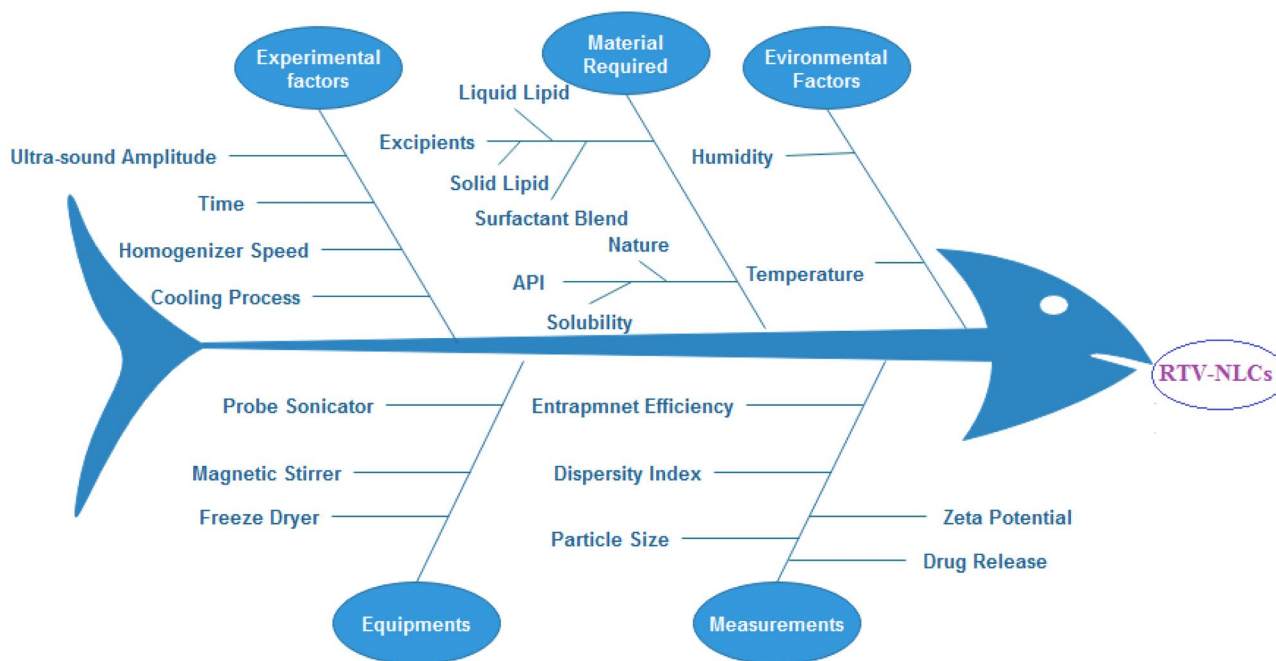 Experimental
factors
Material
Required
Evironmental
Factors
Liquid Lipid
Excipients
Ultra-sound Amplitude
Humidity
Solid Lipid
Time
Surfactant Blend
Nature
Homogenizer Speed
API
Temperature
Cooling Process
Solubility
RTV-NLCs
Probe Sonicator
Entrapmnet Efficiency
Magnetic Stirrer
Dispersity Index
Freeze Dryer
Zeta Potential
Particle Size
Drug Release
Equipments
Measurements